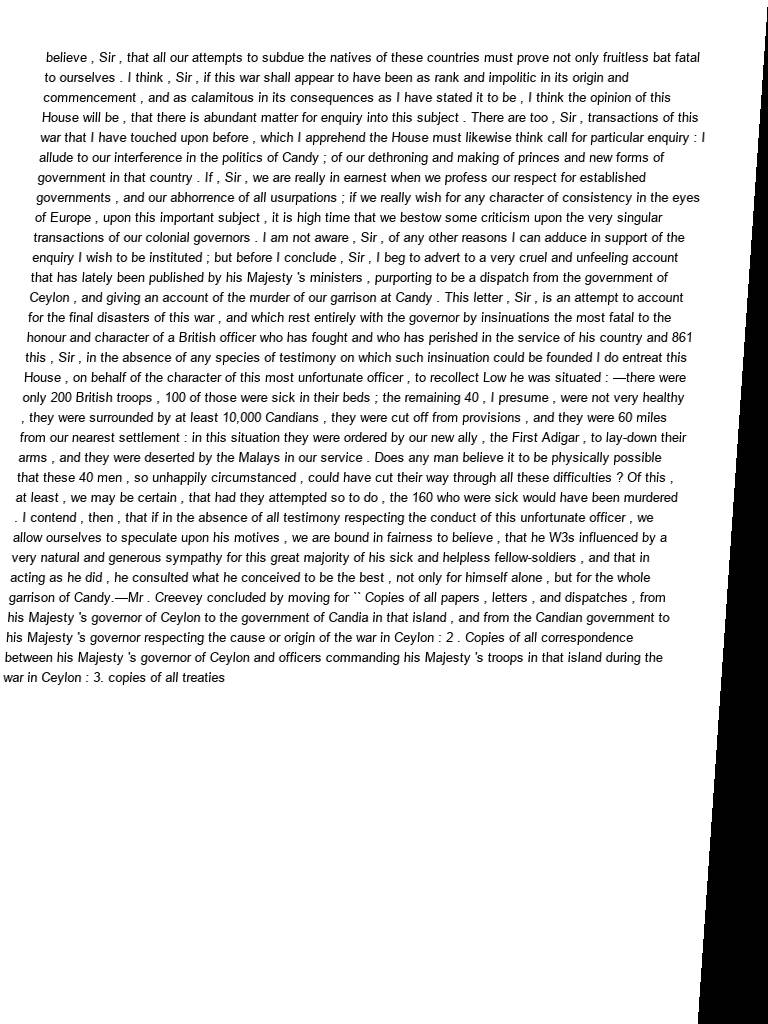 believe , Sir , that all our attempts to subdue the natives of these countries must prove not only fruitless bat fatal
to ourselves . I think , Sir , if this war shall appear to have been as rank and impolitic in its origin and
commencement , and as calamitous in its consequences as I have stated it to be , I think the opinion of this
House will be , that there is abundant matter for enquiry into this subject . There are too , Sir , transactions of this
war that I have touched upon before , which I apprehend the House must likewise think call for particular enquiry : I
allude to our interference in the politics of Candy ; of our dethroning and making of princes and new forms of
government in that country . If , Sir , we are really in earnest when we profess our respect for established
governments , and our abhorrence of all usurpations ; if we really wish for any character of consistency in the eyes
of Europe , upon this important subject , it is high time that we bestow some criticism upon the very singular
transactions of our colonial governors . I am not aware , Sir , of any other reasons I can adduce in support of the
enquiry I wish to be instituted ; but before I conclude , Sir , I beg to advert to a very cruel and unfeeling account
that has lately been published by his Majesty 's ministers , purporting to be a dispatch from the government of
Ceylon , and giving an account of the murder of our garrison at Candy . This letter , Sir , is an attempt to account
for the final disasters of this war , and which rest entirely with the governor by insinuations the most fatal to the
honour and character of a British officer who has fought and who has perished in the service of his country and 861
this , Sir , in the absence of any species of testimony on which such insinuation could be founded I do entreat this
House , on behalf of the character of this most unfortunate officer , to recollect Low he was situated : —there were
only 200 British troops , 100 of those were sick in their beds ; the remaining 40 , I presume , were not very healthy
, they were surrounded by at least 10,000 Candians , they were cut off from provisions , and they were 60 miles
from our nearest settlement : in this situation they were ordered by our new ally , the First Adigar , to lay-down their
arms , and they were deserted by the Malays in our service . Does any man believe it to be physically possible
that these 40 men , so unhappily circumstanced , could have cut their way through all these difficulties ? Of this ,
at least , we may be certain , that had they attempted so to do , the 160 who were sick would have been murdered
. I contend , then , that if in the absence of all testimony respecting the conduct of this unfortunate officer , we
allow ourselves to speculate upon his motives , we are bound in fairness to believe , that he W3s influenced by a
very natural and generous sympathy for this great majority of his sick and helpless fellow-soldiers , and that in
acting as he did , he consulted what he conceived to be the best , not only for himself alone , but for the whole
garrison of Candy.—Mr . Creevey concluded by moving for `` Copies of all papers , letters , and dispatches , from
his Majesty 's governor of Ceylon to the government of Candia in that island , and from the Candian government to
his Majesty 's governor respecting the cause or origin of the war in Ceylon : 2 . Copies of all correspondence
between his Majesty 's governor of Ceylon and officers commanding his Majesty 's troops in that island during the
war in Ceylon : 3. copies of all treaties